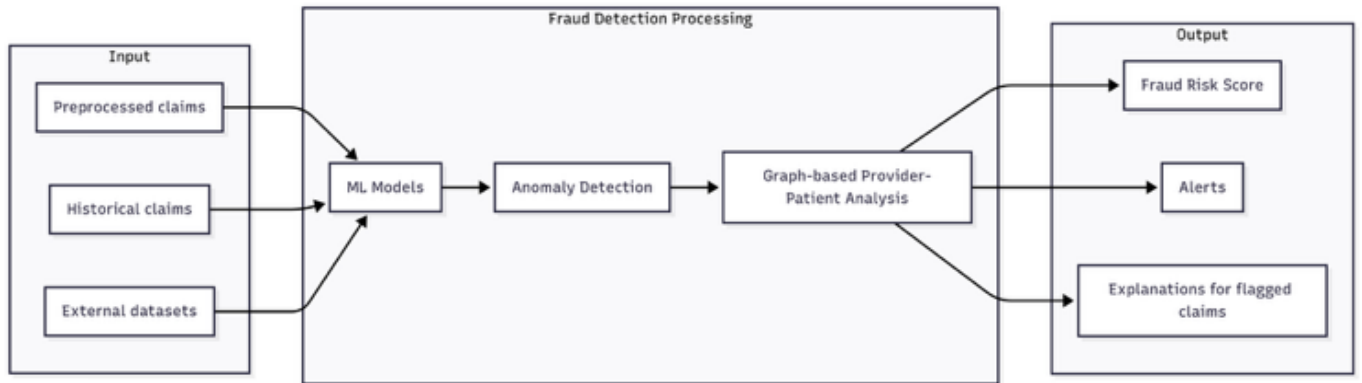 Fraud Detection Processing
Input
Output
Preprocessed claims
Historical claims
External datasets
ML Models
Anomaly Detection
Graph-based Provider-
Patient Analysis
Fraud Risk Score
Alerts
Explanations for flagged
claims